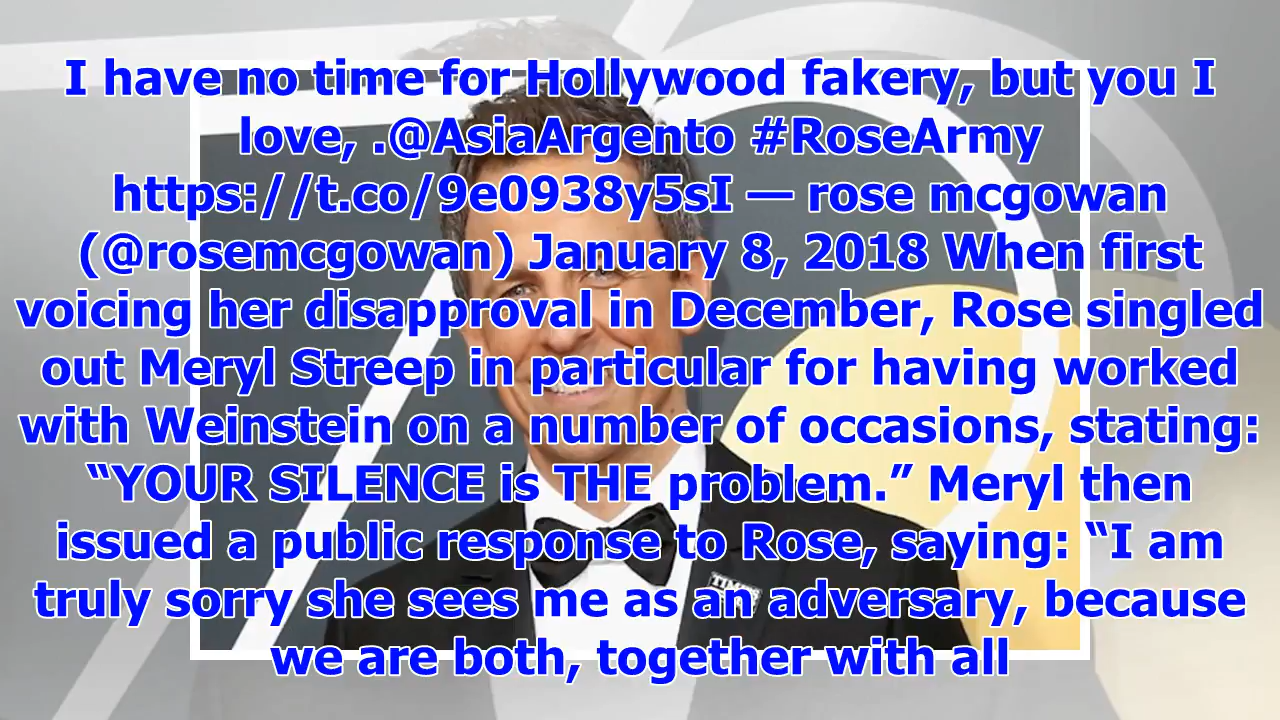 I have no time for Hollywood fakery, but you I
love, .@AsiaArgento #RoseArmy
https://t.co/9e0938y5sI — rose mcgowan
(@rosemcgowan) January 8, 2018 When first
voicing her disapproval in December, Rose singled
out Meryl Streep in particular for having worked
with Weinstein on a number of occasions, stating:
“YOUR SILENCE is THE problem.” Meryl then
issued a public response to Rose, saying: “I am
truly sorry she sees me as an adversary, because
we are both, together with all